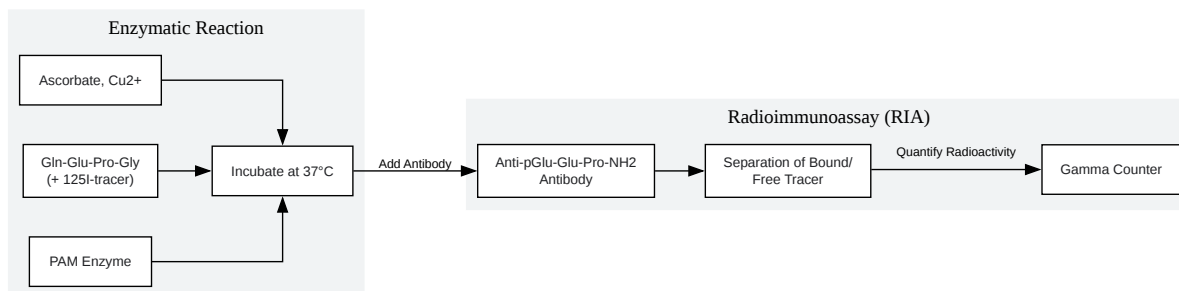 Enzymatic Reaction
Ascorbate, Cu2+
Gln-Glu-Pro-Gly
(+ 125I-tracer)
PAM Enzyme
Incubate at 37°C
Add Antibody
Radioimmunoassay (RIA)
Anti-pGlu-Glu-Pro-NH2
Antibody
Separation of Bound/
Free Tracer
Quantify Radioactivity
Gamma Counter